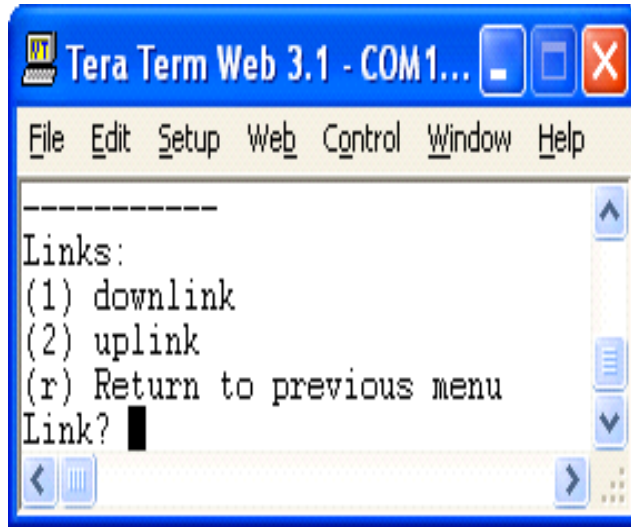 Tera Term Web 3.1 - COM1...
File Edit Setup Web Control Window Help
-----------
Links:
(1) downlink
(2) uplink
(r) Return to previous menu
Link?